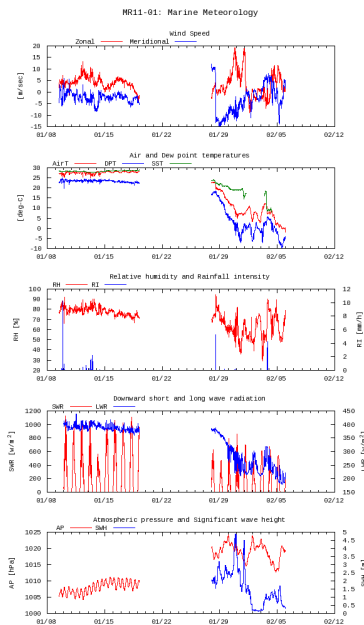 MR11-01: Marine Meteorology
Wind Speed
Zonal Meridional
20
15
10
5
0
-5
-10
-15
[m/sec]
01/08 01/15 01/22 01/29 02/05 02/12
Air and Dew point temperatures
AirT DPT SST
30
25
20
15
10
5
0
-5
-10
[deg-C]
01/08 01/15 01/22 01/29 02/05 02/12
Relative humidity and Rainfall intensity
RH RI
100
90
80
70
60
50
40
30
20
RH [%]
12
10
8
6
4
2
0
RI [mm/h]
01/08 01/15 01/22 01/29 02/05 02/12
Downward short and long wave radiation
SWR LWR
1200
1000
800
600
400
200
0
SWR [w/m2]
450
400
350
300
250
200
150
LWR [w/m2]
01/08 01/15 01/22 01/29 02/05 02/12
Atmospheric pressure and Significant wave height
AP SWH
1025
1020
1015
1010
1005
1000
AP [hPa]
5
4.5
4
3.5
3
2.5
2
1.5
1
0.5
0
SWH [m]
01/08 01/15 01/22 01/29 02/05 02/12